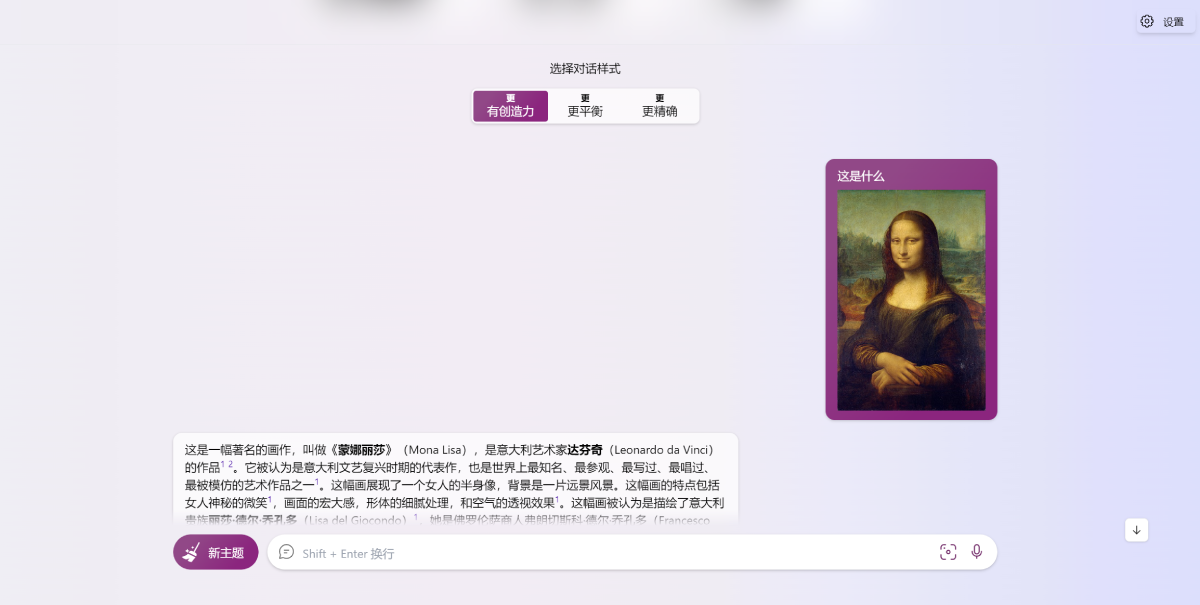 设置
选择对话样式
更 更 更
有创造力 更平衡 更精确
这是什么
这是一幅著名的画作，叫做《蒙娜丽莎》（Mona Lisa），是意大利艺术家达芬奇（Leonardo da Vinci）
的作品1 2。它被认为是意大利文艺复兴时期的代表作，也是世界上最知名、最参观、最写过、最唱过、
最被模仿的艺术作品之一1。这幅画展现了一个女人的半身像，背景是一片远景风景。这幅画的特点包括
女人神秘的微笑1，画面的宏大感，形体的细腻处理，和空气的透视效果1。这幅画被认为是描绘了意大利
贵族丽莎·德尔·乔孔多（Lisa del Giocondo）1，她是佛罗伦萨商人弗朗切斯科·德尔·乔孔多（Francesco
新主题
Shift + Enter 换行